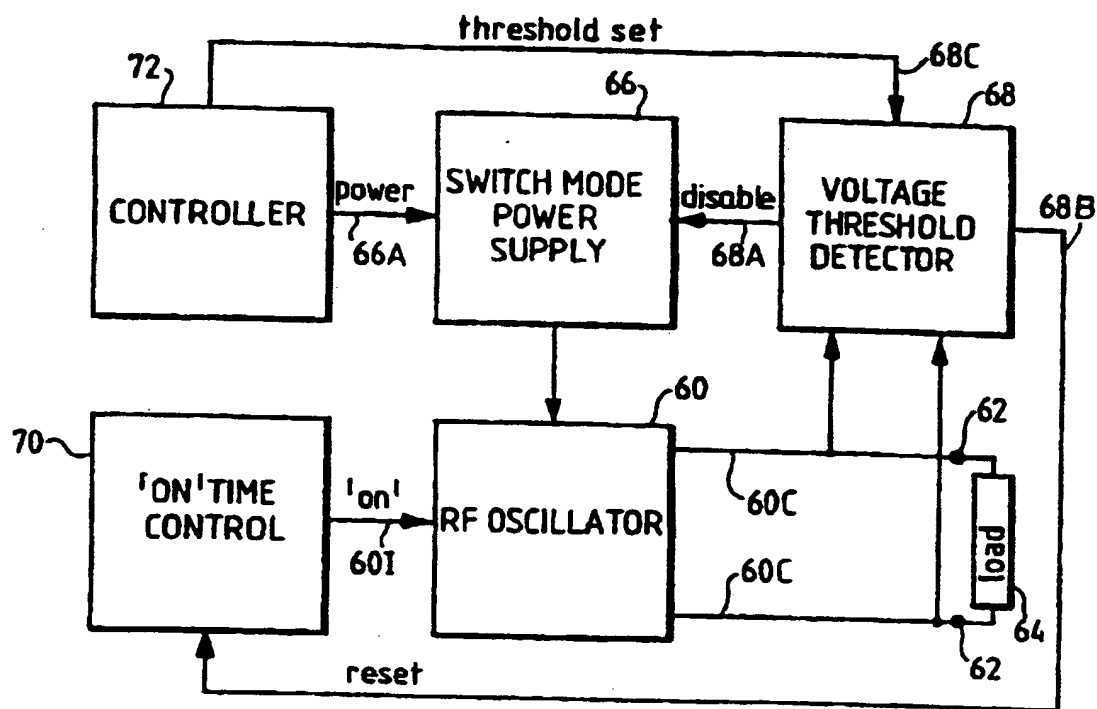 threshold set
72
66
68C
68
CONTROLLER
power
66A
SWITCH MODE
POWER
SUPPLY
disable
68A
VOLTAGE
THRESHOLD
DETECTOR
68B
70
'ON' TIME
CONTROL
'on'
60I
60
RF OSCILLATOR
60C
60C
62
load
64
62
reset